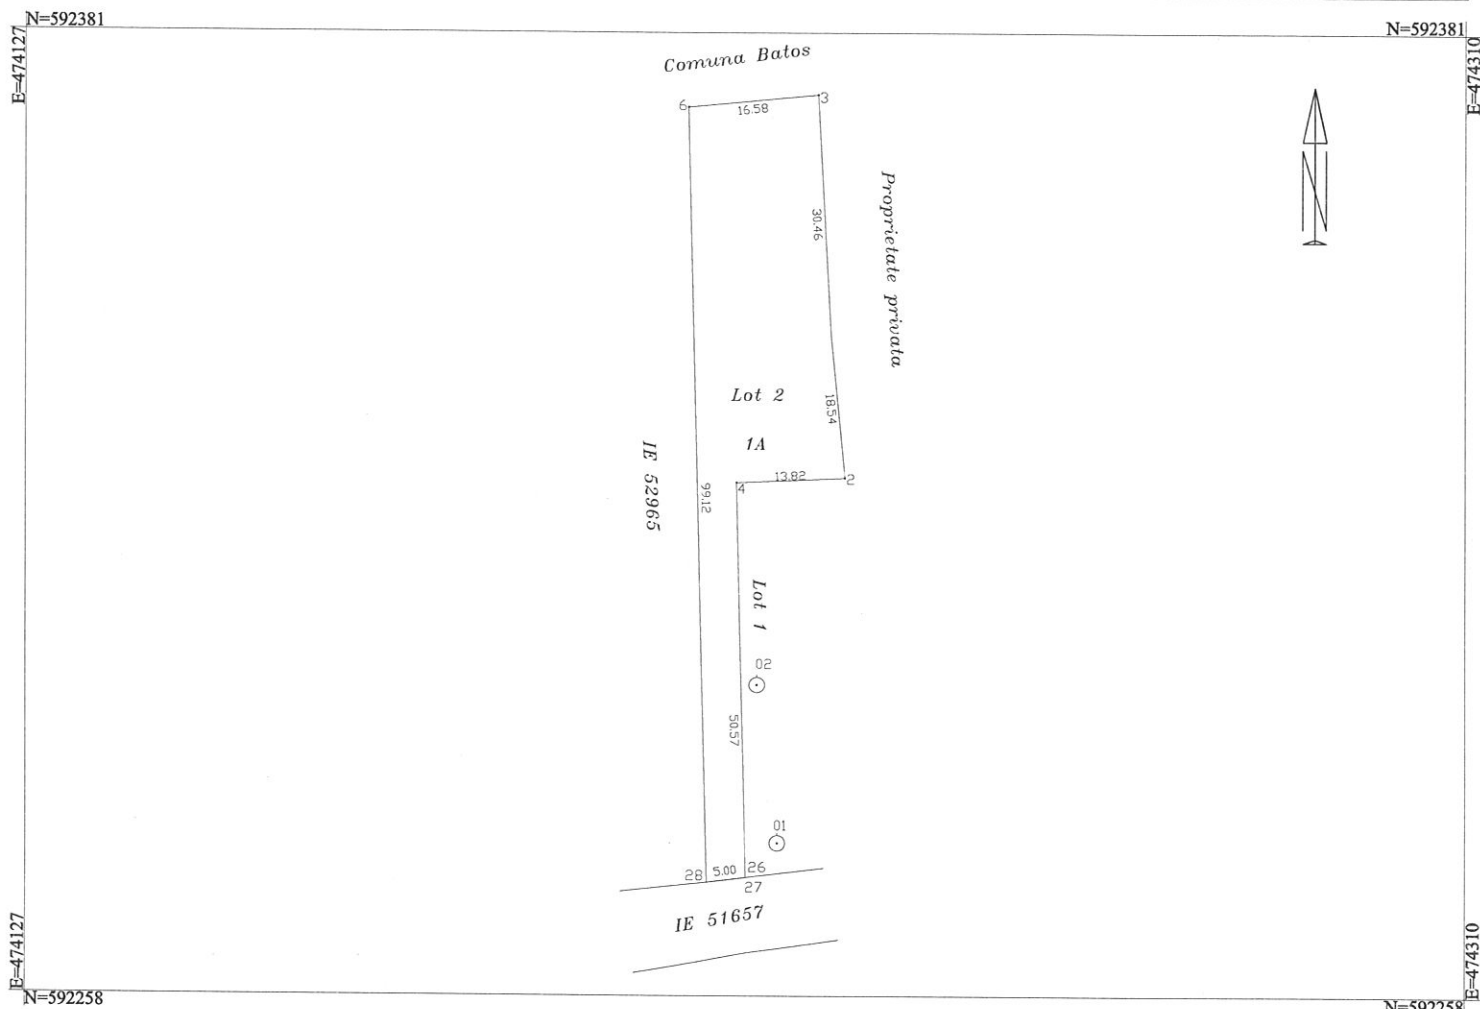 N=592381
N=592381
E=474127
E=474310
Comuna Batos
6
3
16.58
N
30.46
Proprietate privata
Lot 2
18.54
1A
IE 52965
99.12
13.82
4
2
Lot 1
02
50.57
01
28
5.00
26
27
IE 51657
E=474127
E=474310
N=592258
N=592258